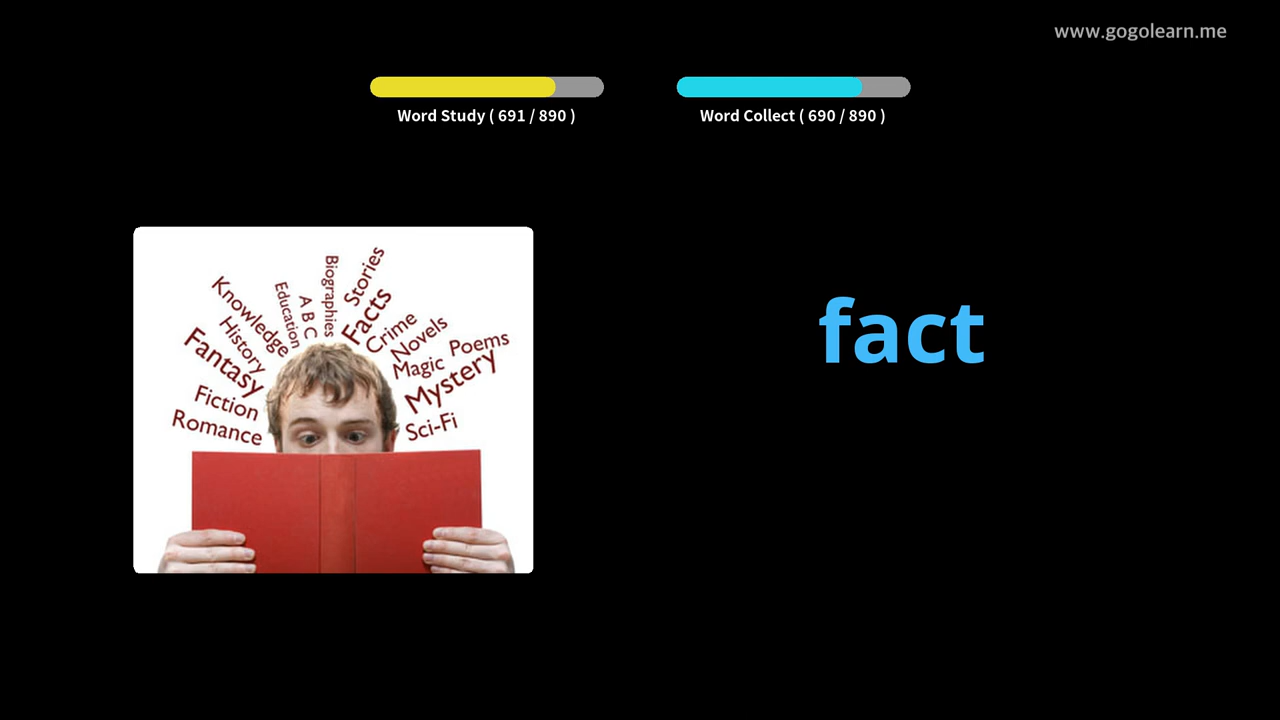 www.gogolearn.me
Word Study ( 691 / 890 )
Word Collect ( 690 / 890 )
fact
Romance
Fiction
Fantasy
History
Knowledge
Education
A B C
Biographies
Stories
Facts
Crime
Novels
Magic
Poems
Mystery
Sci-Fi